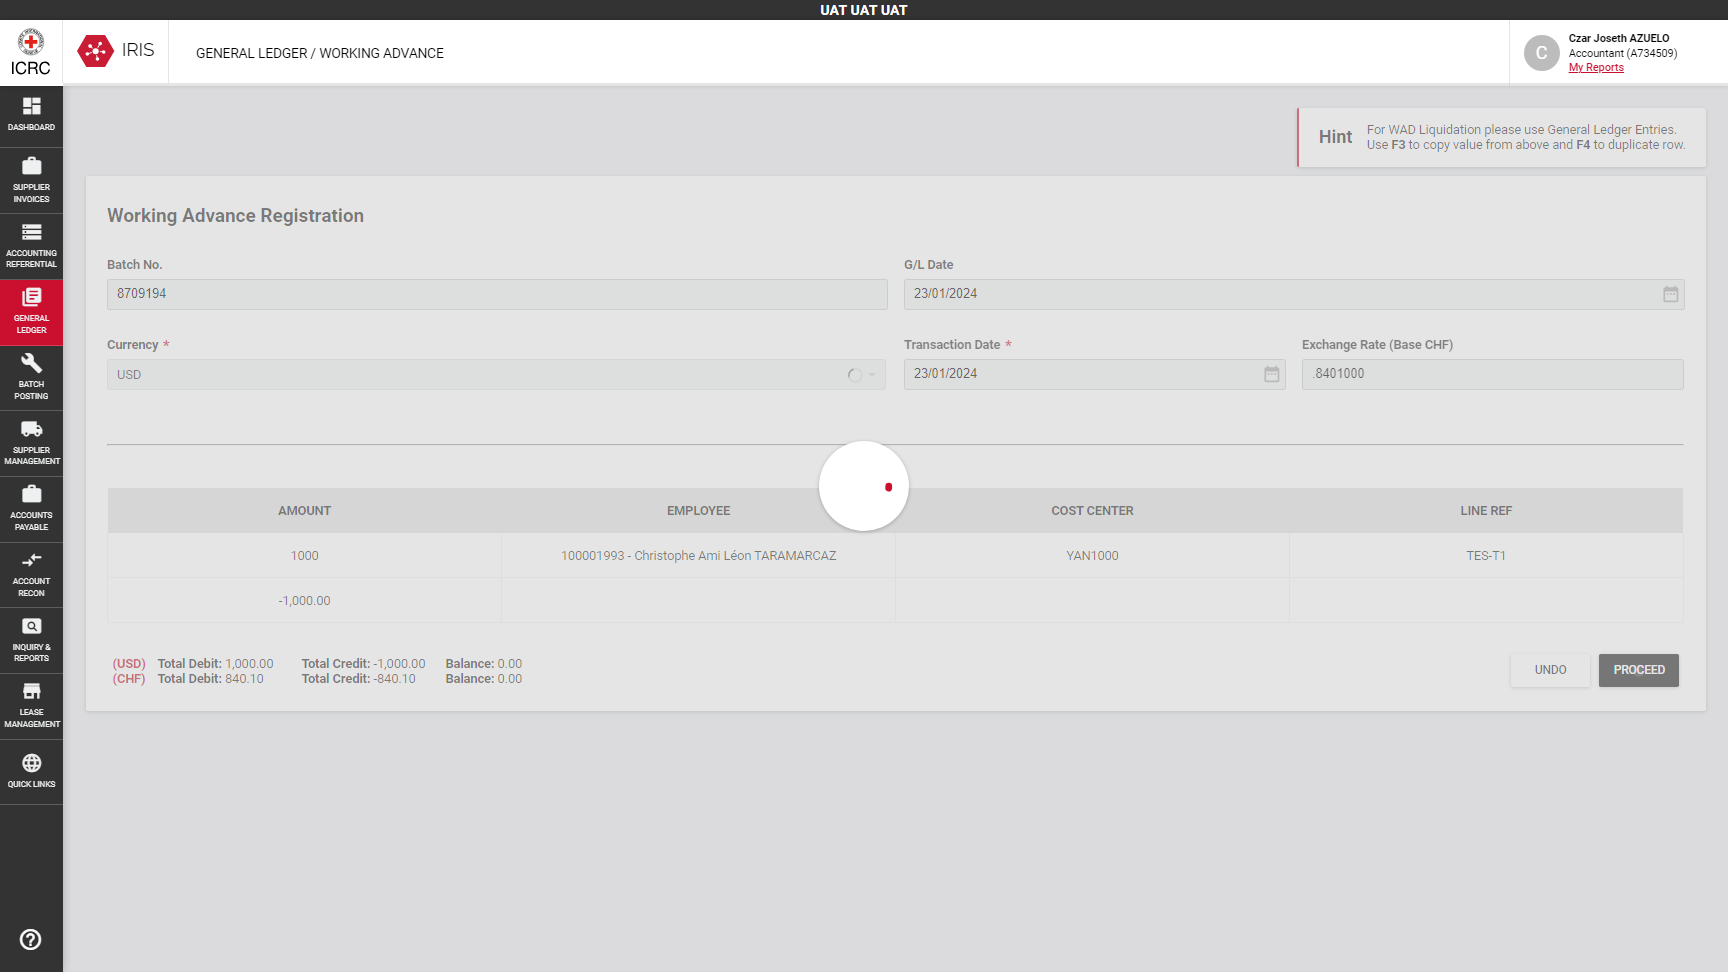 UAT UAT UAT
ICRC
IRIS
GENERAL LEDGER / WORKING ADVANCE
C
Czar Joseth AZUELO
Accountant (A734509)
My Reports
DASHBOARD
SUPPLIER
INVOICES
ACCOUNTING
REFERENTIAL
GENERAL
LEDGER
BATCH
POSTING
SUPPLIER
MANAGEMENT
ACCOUNTS
PAYABLE
ACCOUNT
RECON
INQUIRY &
REPORTS
LEASE
MANAGEMENT
QUICK LINKS
Hint
For WAD Liquidation please use General Ledger Entries.
Use F3 to copy value from above and F4 to duplicate row.
Working Advance Registration
Batch No.
G/L Date
8709194
23/01/2024
Currency *
Transaction Date *
Exchange Rate (Base CHF)
USD
23/01/2024
.8401000
AMOUNT EMPLOYEE COST CENTER LINE REF
1000 100001993 - Christophe Ami Léon TARAMARCAZ YAN1000 TES-T1
-1,000.00
(USD) Total Debit: 1,000.00 Total Credit: -1,000.00 Balance: 0.00
(CHF) Total Debit: 840.10 Total Credit: -840.10 Balance: 0.00
UNDO
PROCEED